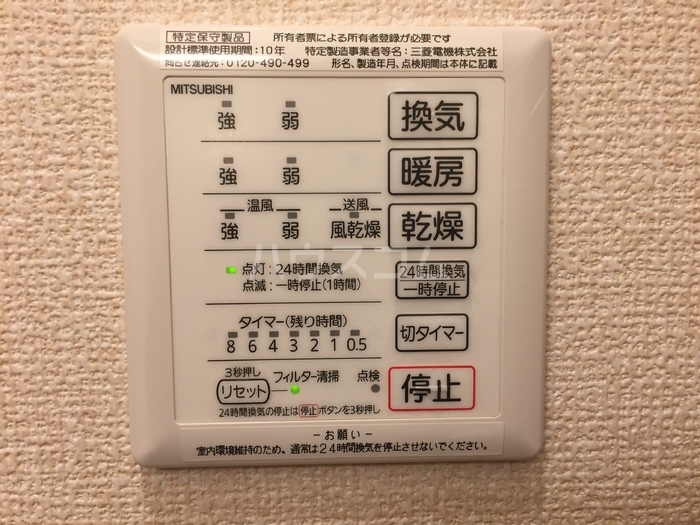 特定保守製品 所有者票による所有者登録が必要です
設計標準使用期間:10年 特定製造事業者等名:三菱電機株式会社
問合せ連絡先:0120-490-499 形名、製造年月、点検期間は本体に記載
MITSUBISHI
強 弱 換気
強 弱 暖房
温風 送風
強 弱 風乾燥 乾燥
点灯:24時間換気
点滅:一時停止(1時間)
24時間換気
一時停止
ハウスコム
タイマー(残り時間)
8 6 4 3 2 1 0.5
切タイマー
3秒押し
リセット フィルター清掃 点検
停止
24時間換気の停止は停止ボタンを3秒押し
-お願い-
室内環境維持のため、通常は24時間換気を停止させないでください。